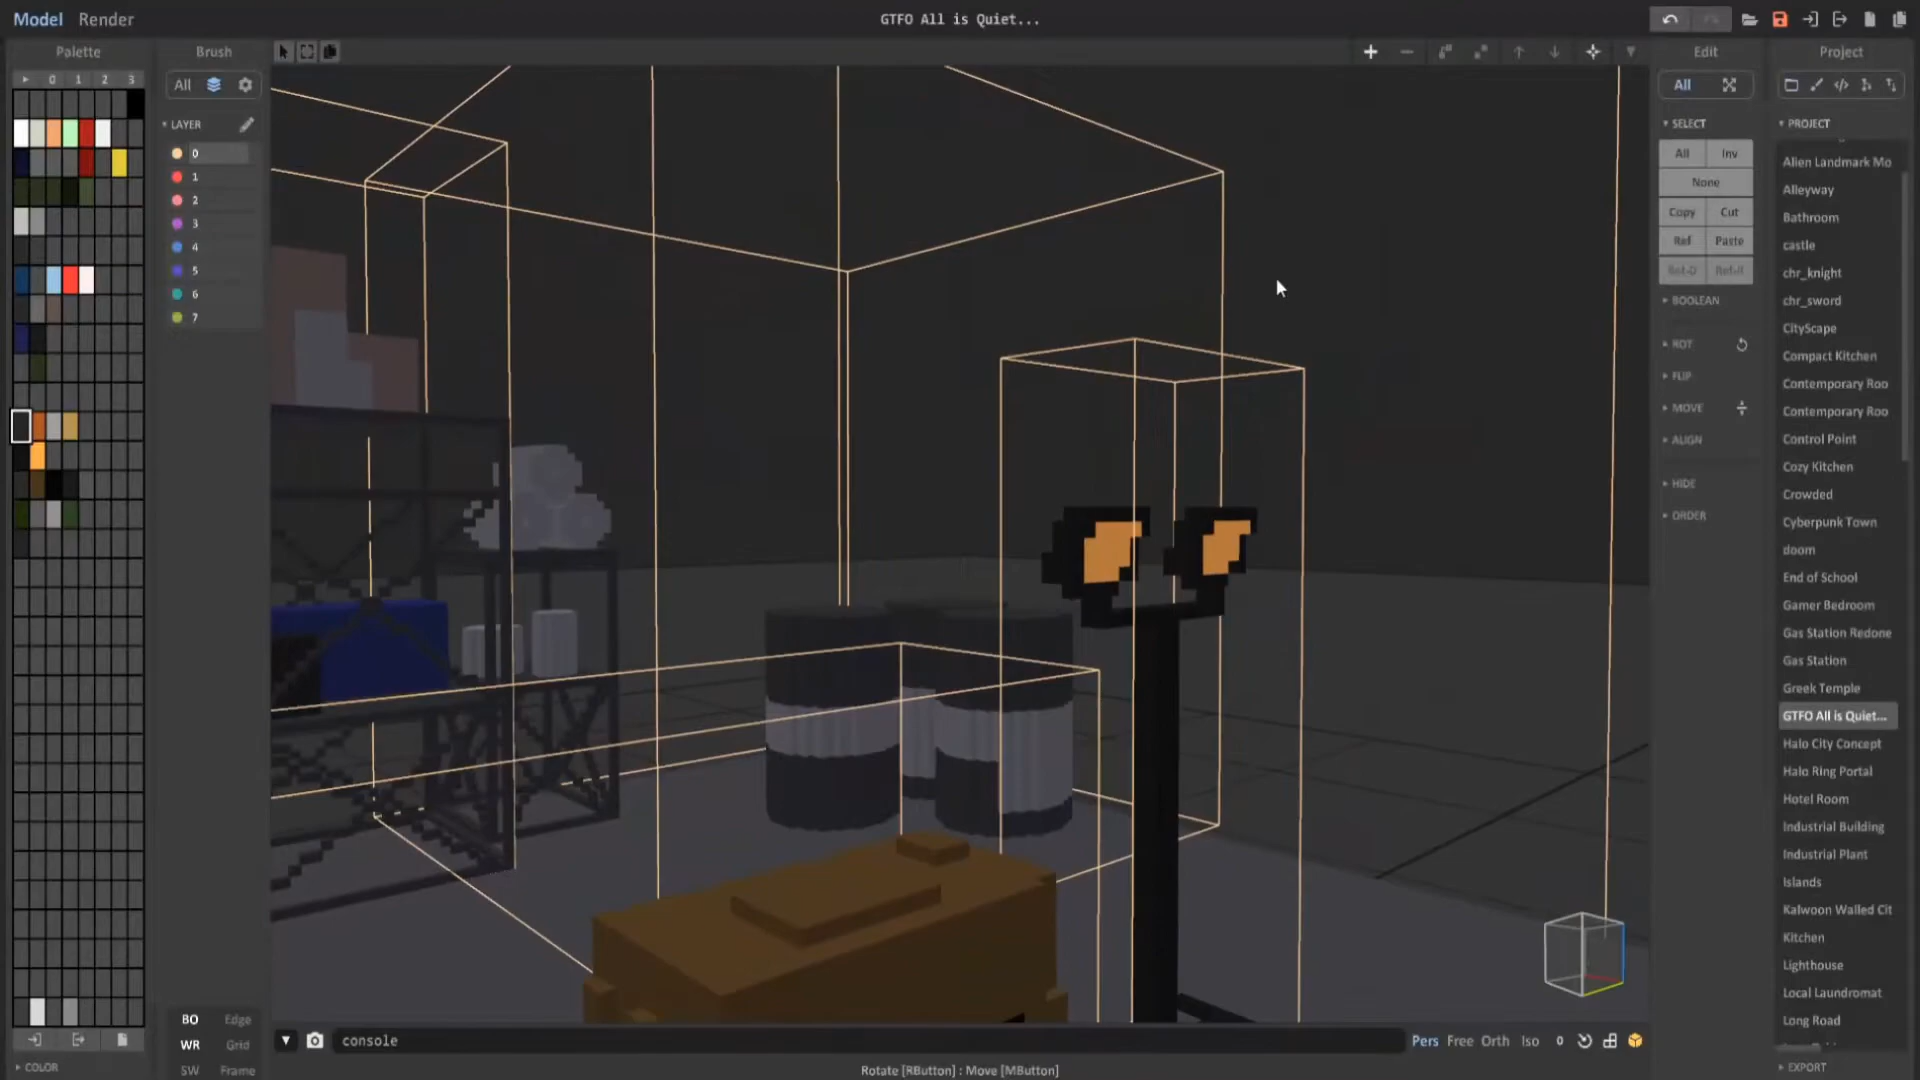 Model Render
GTFO All is Quiet...
Palette
0 1 2 3
COLOR
Brush
All
LAYER
0
1
2
3
4
5
6
7
BO Edge
WR Grid
SW Frame
console
Pers Free Orth Iso 0
Rotate [RButton] : Move [MButton]
Edit
All
SELECT
All Inv
None
Copy Cut
Ref Paste
BOOLEAN
ROT
FLIP
MOVE
ALIGN
HIDE
ORDER
Project
PROJECT
Alien Landmark Mo
Alleyway
Bathroom
castle
chr_knight
chr_sword
CityScape
Compact Kitchen
Contemporary Roo
Contemporary Roo
Control Point
Cozy Kitchen
Crowded
Cyberpunk Town
doom
End of School
Gamer Bedroom
Gas Station Redone
Gas Station
Greek Temple
GTFO All is Quiet...
Halo City Concept
Halo Ring Portal
Hotel Room
Industrial Building
Industrial Plant
Islands
Kalwoon Walled Cit
Kitchen
Lighthouse
Local Laundromat
Long Road
EXPORT